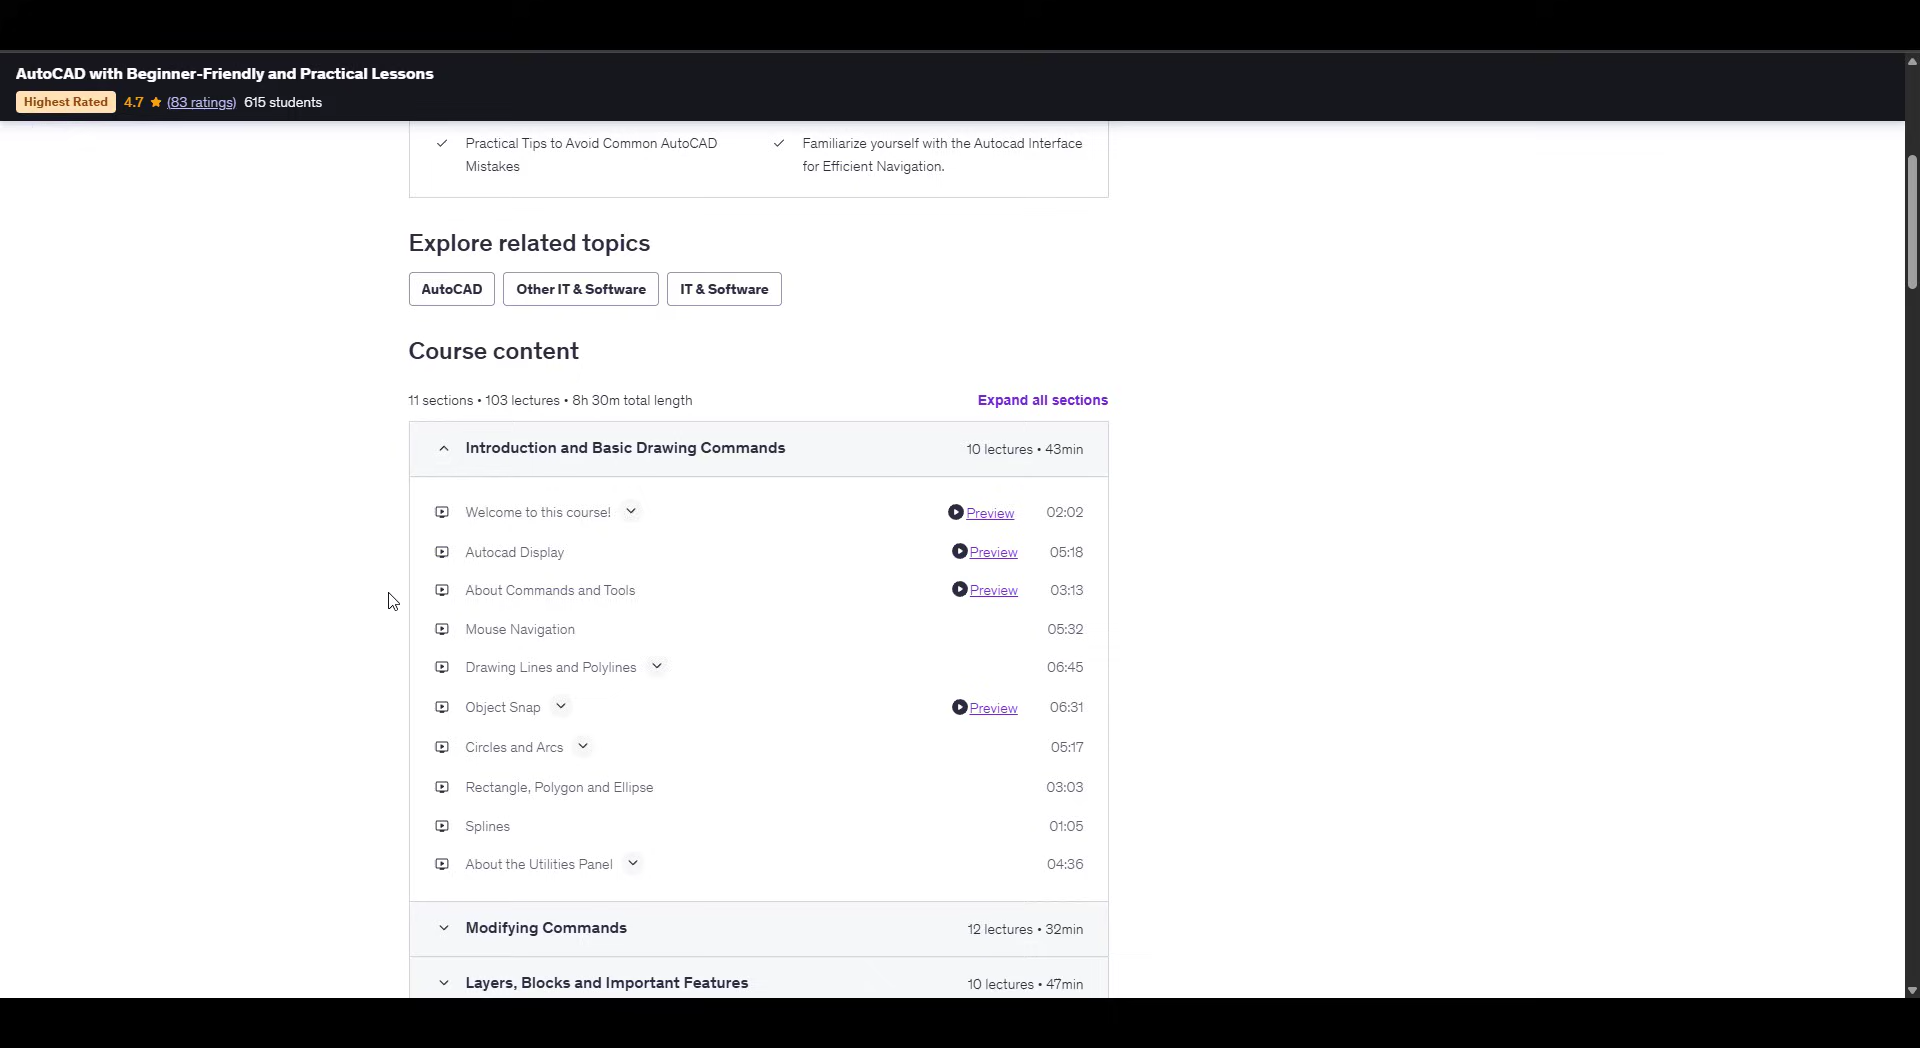 AutoCAD with Beginner-Friendly and Practical Lessons
Highest Rated 4.7 (83 ratings) 615 students
Practical Tips to Avoid Common AutoCAD
Mistakes
Familiarize yourself with the Autocad Interface
for Efficient Navigation.
Explore related topics
AutoCAD Other IT & Software IT & Software
Course content
11 sections • 103 lectures • 8h 30m total length Expand all sections
Introduction and Basic Drawing Commands 10 lectures • 43min
Welcome to this course! Preview 02:02
Autocad Display Preview 05:18
About Commands and Tools Preview 03:13
Mouse Navigation 05:32
Drawing Lines and Polylines 06:45
Object Snap Preview 06:31
Circles and Arcs 05:17
Rectangle, Polygon and Ellipse 03:03
Splines 01:05
About the Utilities Panel 04:36
Modifying Commands 12 lectures • 32min
Layers, Blocks and Important Features 10 lectures • 47min